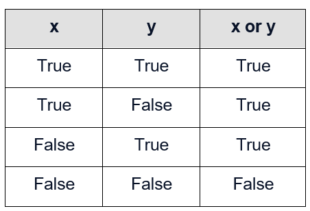 x y x or y
True True True
True False True
False True True
False False False